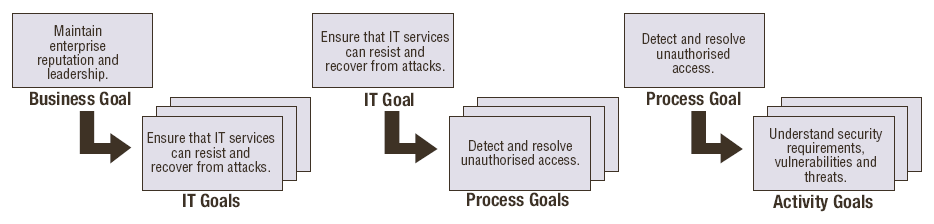 Maintain
enterprise
reputation and
leadership.
Business Goal
Ensure that IT services
can resist and
recover from attacks.
IT Goals
Ensure that IT services
can resist and
recover from attacks.
IT Goal
Detect and resolve
unauthorised access.
Process Goals
Detect and resolve
unauthorised
access.
Process Goal
Understand security
requirements,
vulnerabilities and
threats.
Activity Goals